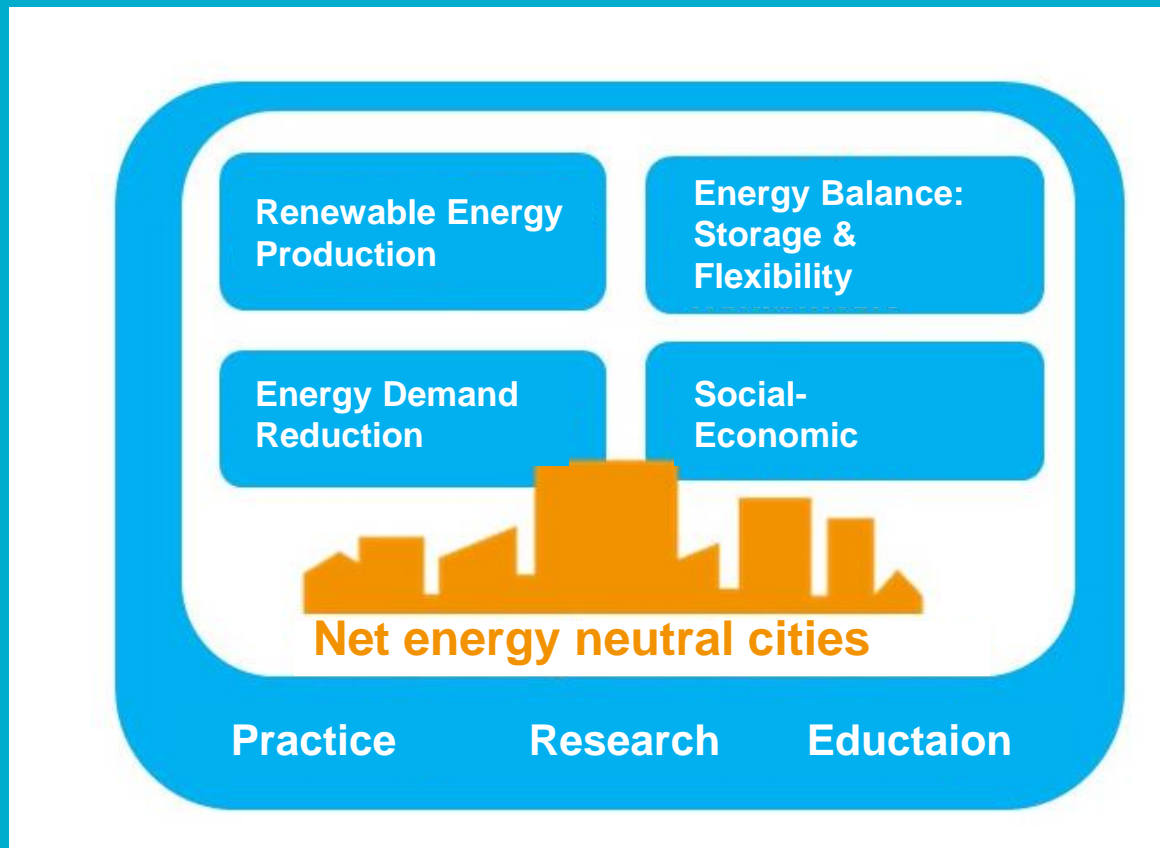 Renewable Energy
Production
Energy Balance:
Storage &
Flexibility
Energy Demand
Reduction
Social-
Economic
Net energy neutral cities
Practice Research Eductaion